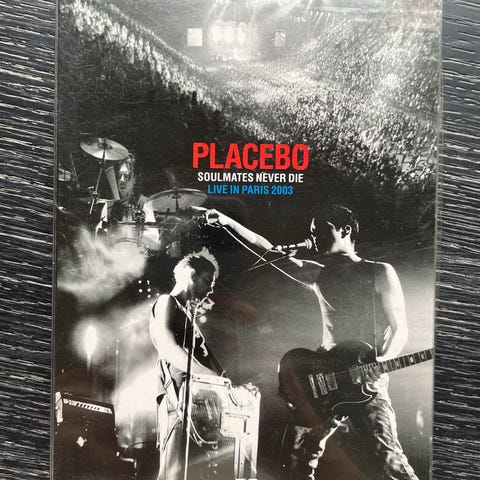 PLACEBO
SOULMATES NEVER DIE
LIVE IN PARIS 2003